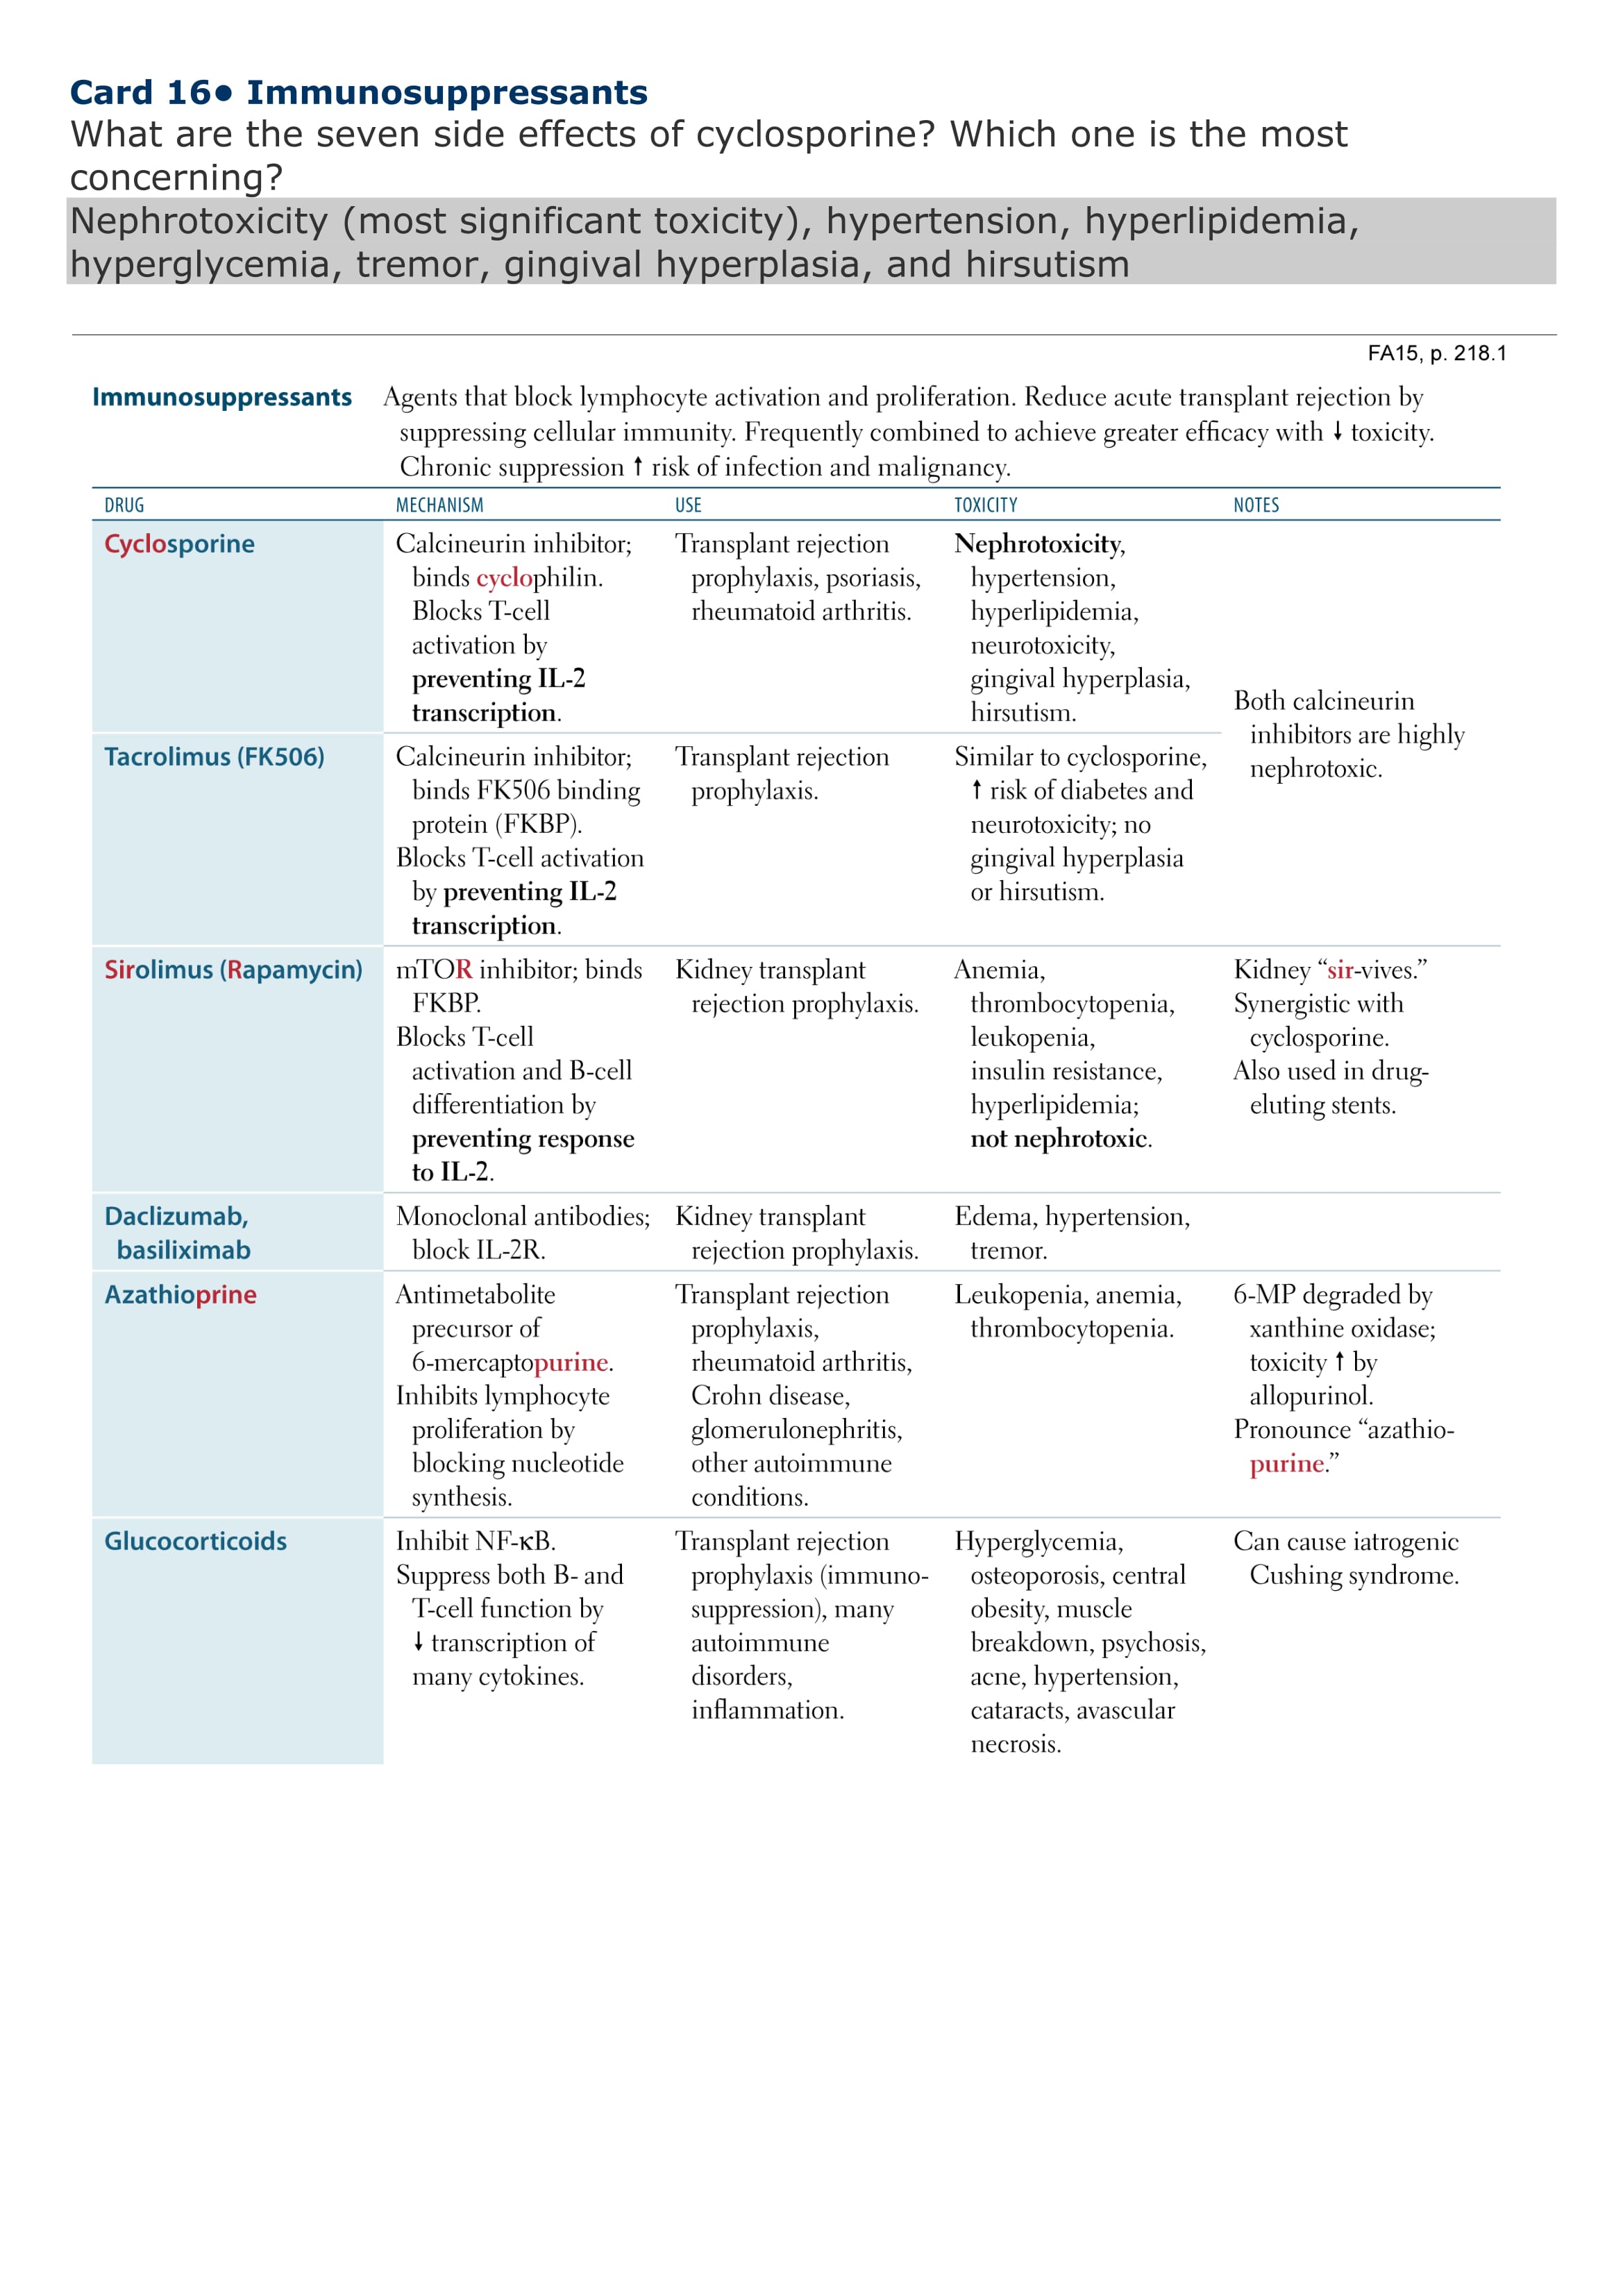 Card 16● Immunosuppressants
What are the seven side effects of cyclosporine? Which one is the most
concerning?
Nephrotoxicity (most significant toxicity), hypertension, hyperlipidemia,
hyperglycemia, tremor, gingival hyperplasia, and hirsutism
FA15, p. 218.1
Immunosuppressants
Agents that block lymphocyte activation and proliferation. Reduce acute transplant rejection by
suppressing cellular immunity. Frequently combined to achieve greater efficacy with ↓ toxicity.
Chronic suppression ↑ risk of infection and malignancy.
DRUG MECHANISM USE TOXICITY NOTES
Cyclosporine
Calcineurin inhibitor;
binds cyclophilin.
Blocks T-cell
activation by
preventing IL-2
transcription.
Transplant rejection
prophylaxis, psoriasis,
rheumatoid arthritis.
Nephrotoxicity,
hypertension,
hyperlipidemia,
neurotoxicity,
gingival hyperplasia,
hirsutism.
Both calcineurin
inhibitors are highly
nephrotoxic.
Tacrolimus (FK506)
Calcineurin inhibitor;
binds FK506 binding
protein (FKBP).
Blocks T-cell activation
by preventing IL-2
transcription.
Transplant rejection
prophylaxis.
Similar to cyclosporine,
↑ risk of diabetes and
neurotoxicity; no
gingival hyperplasia
or hirsutism.
Sirolimus (Rapamycin)
mTOR inhibitor; binds
FKBP.
Blocks T-cell
activation and B-cell
differentiation by
preventing response
to IL-2.
Kidney transplant
rejection prophylaxis.
Anemia,
thrombocytopenia,
leukopenia,
insulin resistance,
hyperlipidemia;
not nephrotoxic.
Kidney “sir-vives.”
Synergistic with
cyclosporine.
Also used in drug-
eluting stents.
Daclizumab,
basiliximab
Monoclonal antibodies;
block IL-2R.
Kidney transplant
rejection prophylaxis.
Edema, hypertension,
tremor.
Azathioprine
Antimetabolite
precursor of
6-mercaptopurine.
Inhibits lymphocyte
proliferation by
blocking nucleotide
synthesis.
Transplant rejection
prophylaxis,
rheumatoid arthritis,
Crohn disease,
glomerulonephritis,
other autoimmune
conditions.
Leukopenia, anemia,
thrombocytopenia.
6-MP degraded by
xanthine oxidase;
toxicity ↑ by
allopurinol.
Pronounce “azathio-
purine.”
Glucocorticoids
Inhibit NF-κB.
Suppress both B- and
T-cell function by
↓ transcription of
many cytokines.
Transplant rejection
prophylaxis (immuno-
suppression), many
autoimmune
disorders,
inflammation.
Hyperglycemia,
osteoporosis, central
obesity, muscle
breakdown, psychosis,
acne, hypertension,
cataracts, avascular
necrosis.
Can cause iatrogenic
Cushing syndrome.